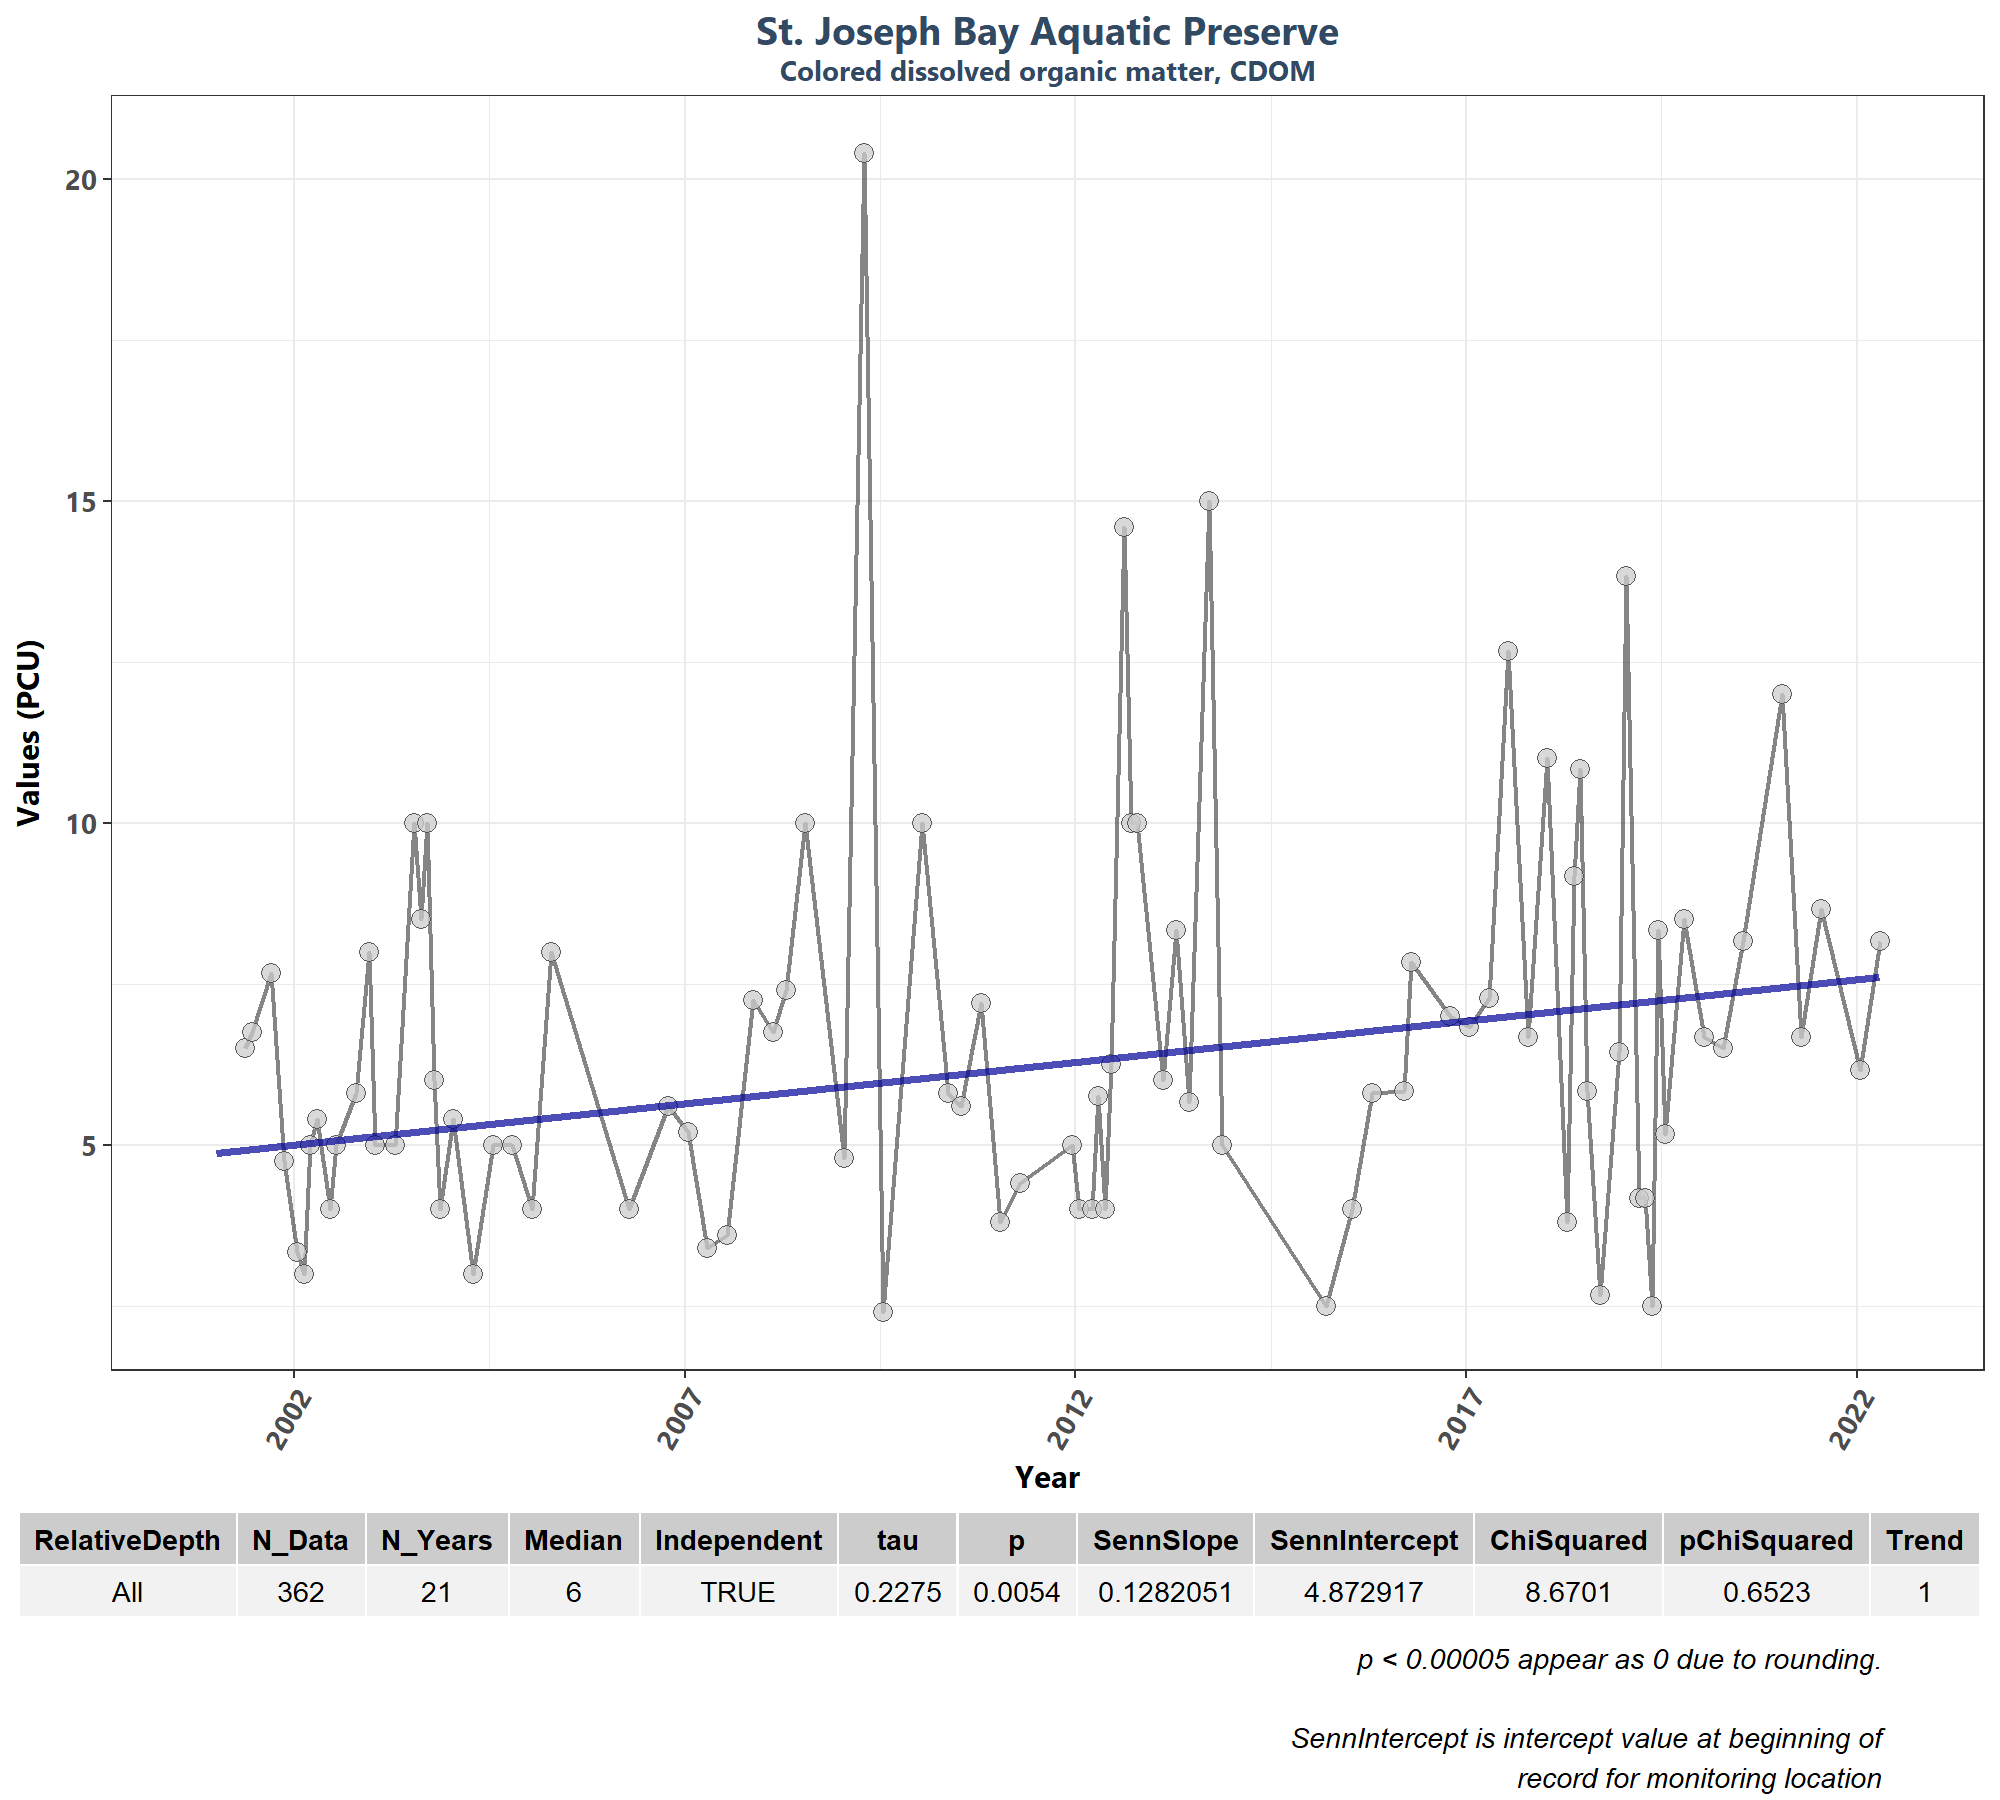 St. Joseph Bay Aquatic Preserve
Colored dissolved organic matter, CDOM
20
15
10
5
Values (PCU)
2002 2007 2012 2017 2022
Year
RelativeDepth N_Data N_Years Median Independent tau p SennSlope SennIntercept ChiSquared pChiSquared Trend
All 362 21 6 TRUE 0.2275 0.0054 0.1282051 4.872917 8.6701 0.6523 1
p < 0.00005 appear as 0 due to rounding.
SennIntercept is intercept value at beginning of
record for monitoring location